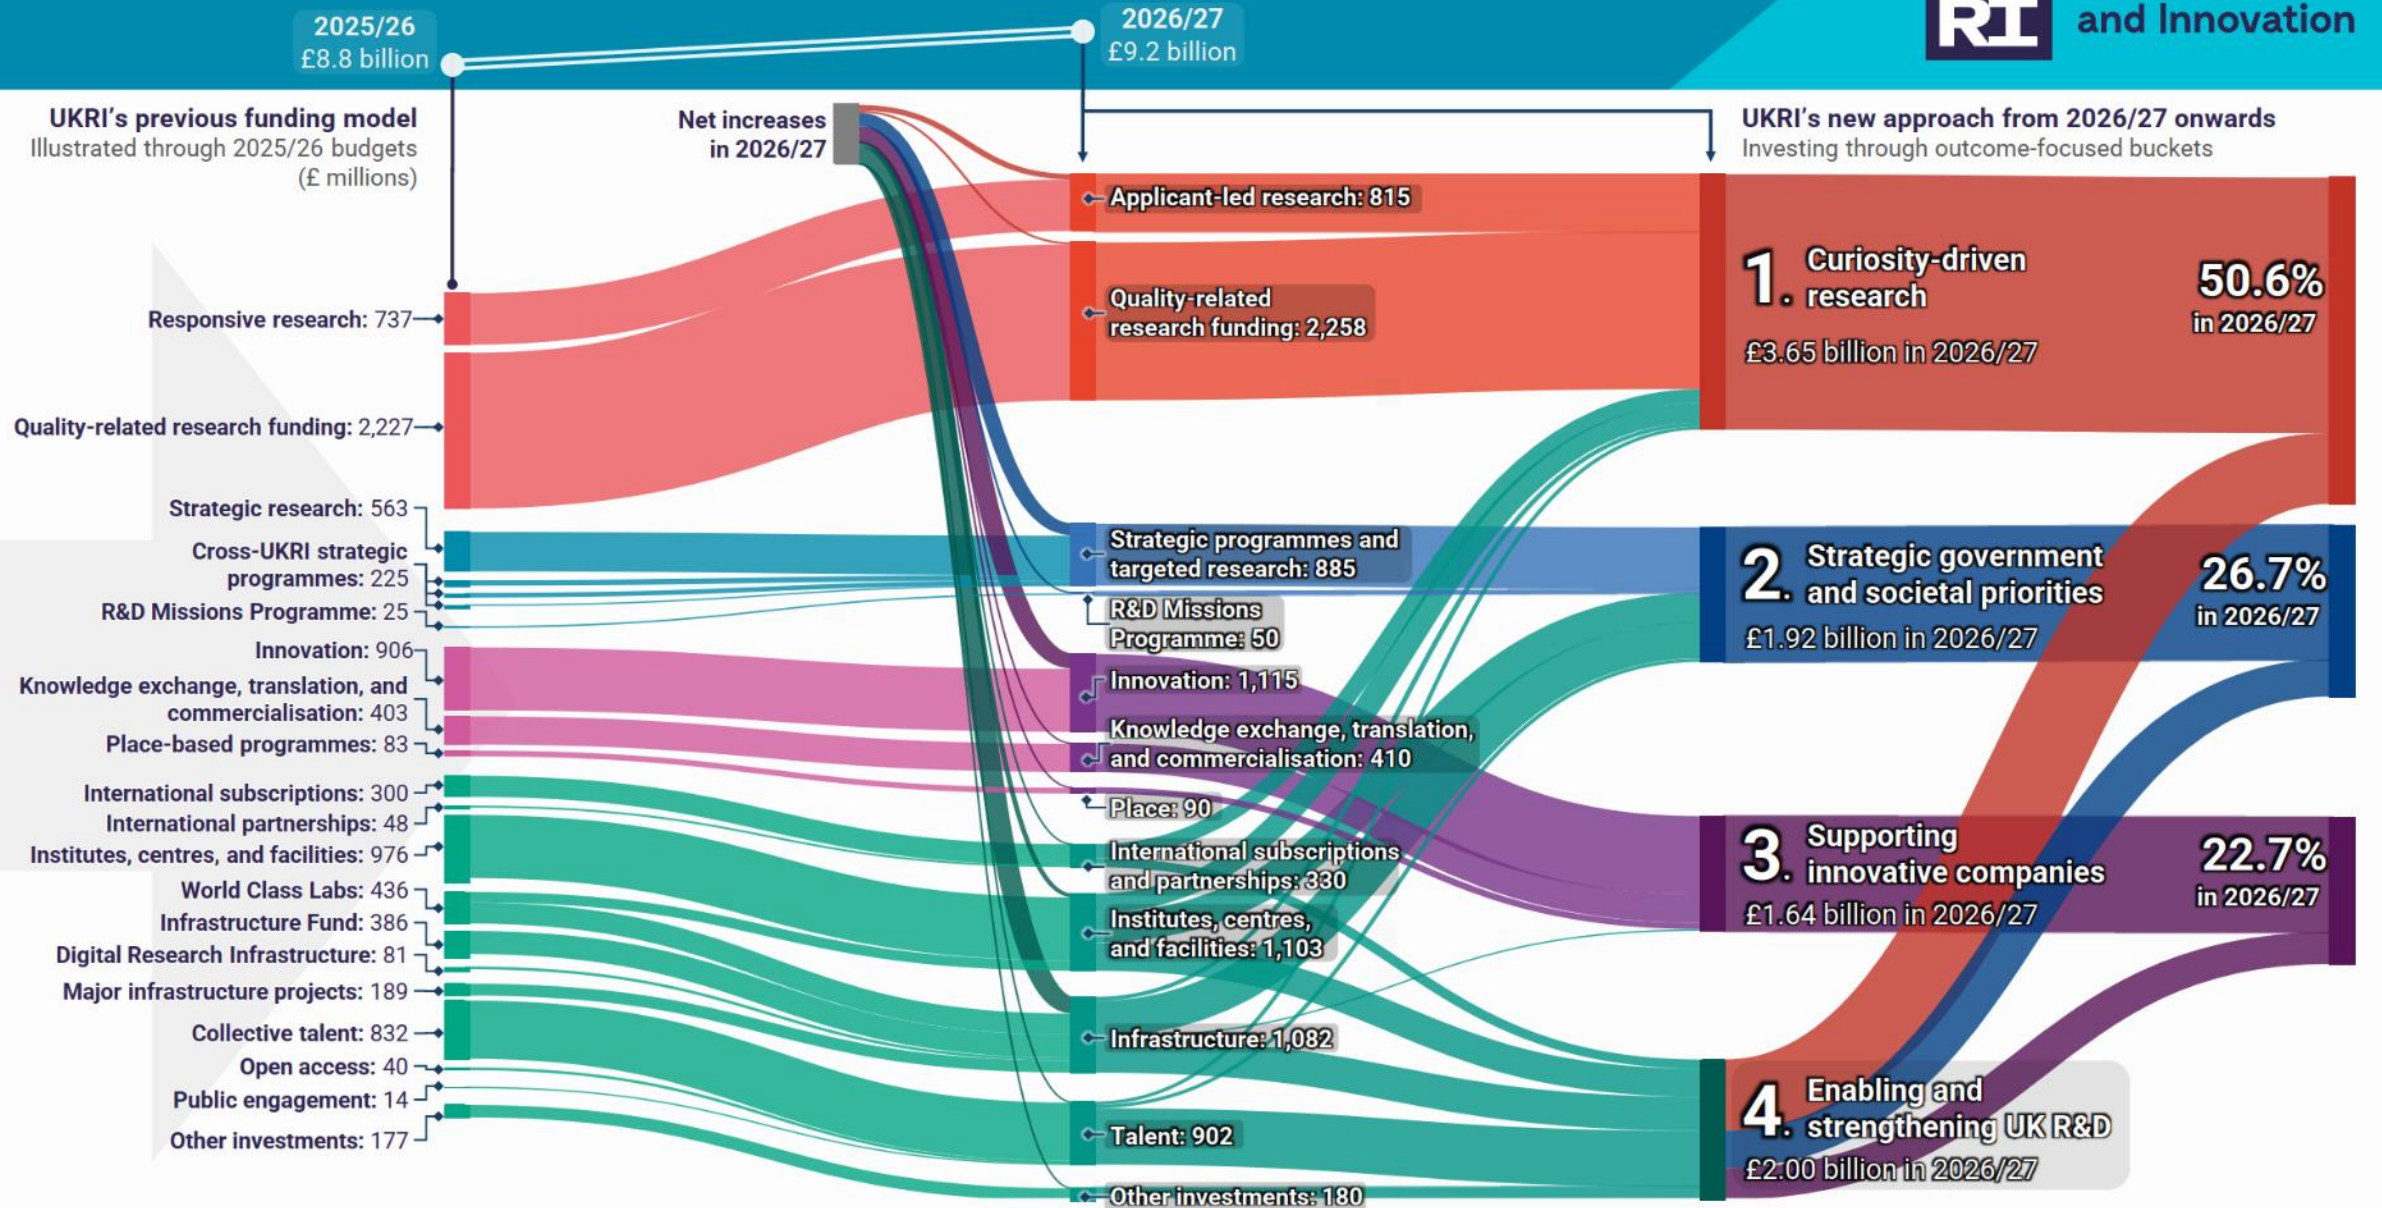 2025/26
£8.8 billion
2026/27
£9.2 billion
RI
and Innovation
UKRI's previous funding model
Illustrated through 2025/26 budgets
(£ millions)
Net increases
in 2026/27
UKRI's new approach from 2026/27 onwards
Investing through outcome-focused buckets
Responsive research: 737
Quality-related research funding: 2,227
Strategic research: 563
Cross-UKRI strategic
programmes: 225
R&D Missions Programme: 25
Innovation: 906
Knowledge exchange, translation, and
commercialisation: 403
Place-based programmes: 83
International subscriptions: 300
International partnerships: 48
Institutes, centres, and facilities: 976
World Class Labs: 436
Infrastructure Fund: 386
Digital Research Infrastructure: 81
Major infrastructure projects: 189
Collective talent: 832
Open access: 40
Public engagement: 14
Other investments: 177
Applicant-led research: 815
Quality-related
research funding: 2,258
Strategic programmes and
targeted research: 885
R&D Missions
Programme: 50
Innovation: 1,115
Knowledge exchange, translation,
and commercialisation: 410
Place: 90
International subscriptions
and partnerships: 330
Institutes, centres,
and facilities: 1,103
Infrastructure: 1,082
Talent: 902
Other investments: 180
1. Curiosity-driven
research
£3.65 billion in 2026/27
50.6%
in 2026/27
2. Strategic government
and societal priorities
£1.92 billion in 2026/27
26.7%
in 2026/27
3. Supporting
innovative companies
£1.64 billion in 2026/27
22.7%
in 2026/27
4. Enabling and
strengthening UK R&D
£2.00 billion in 2026/27